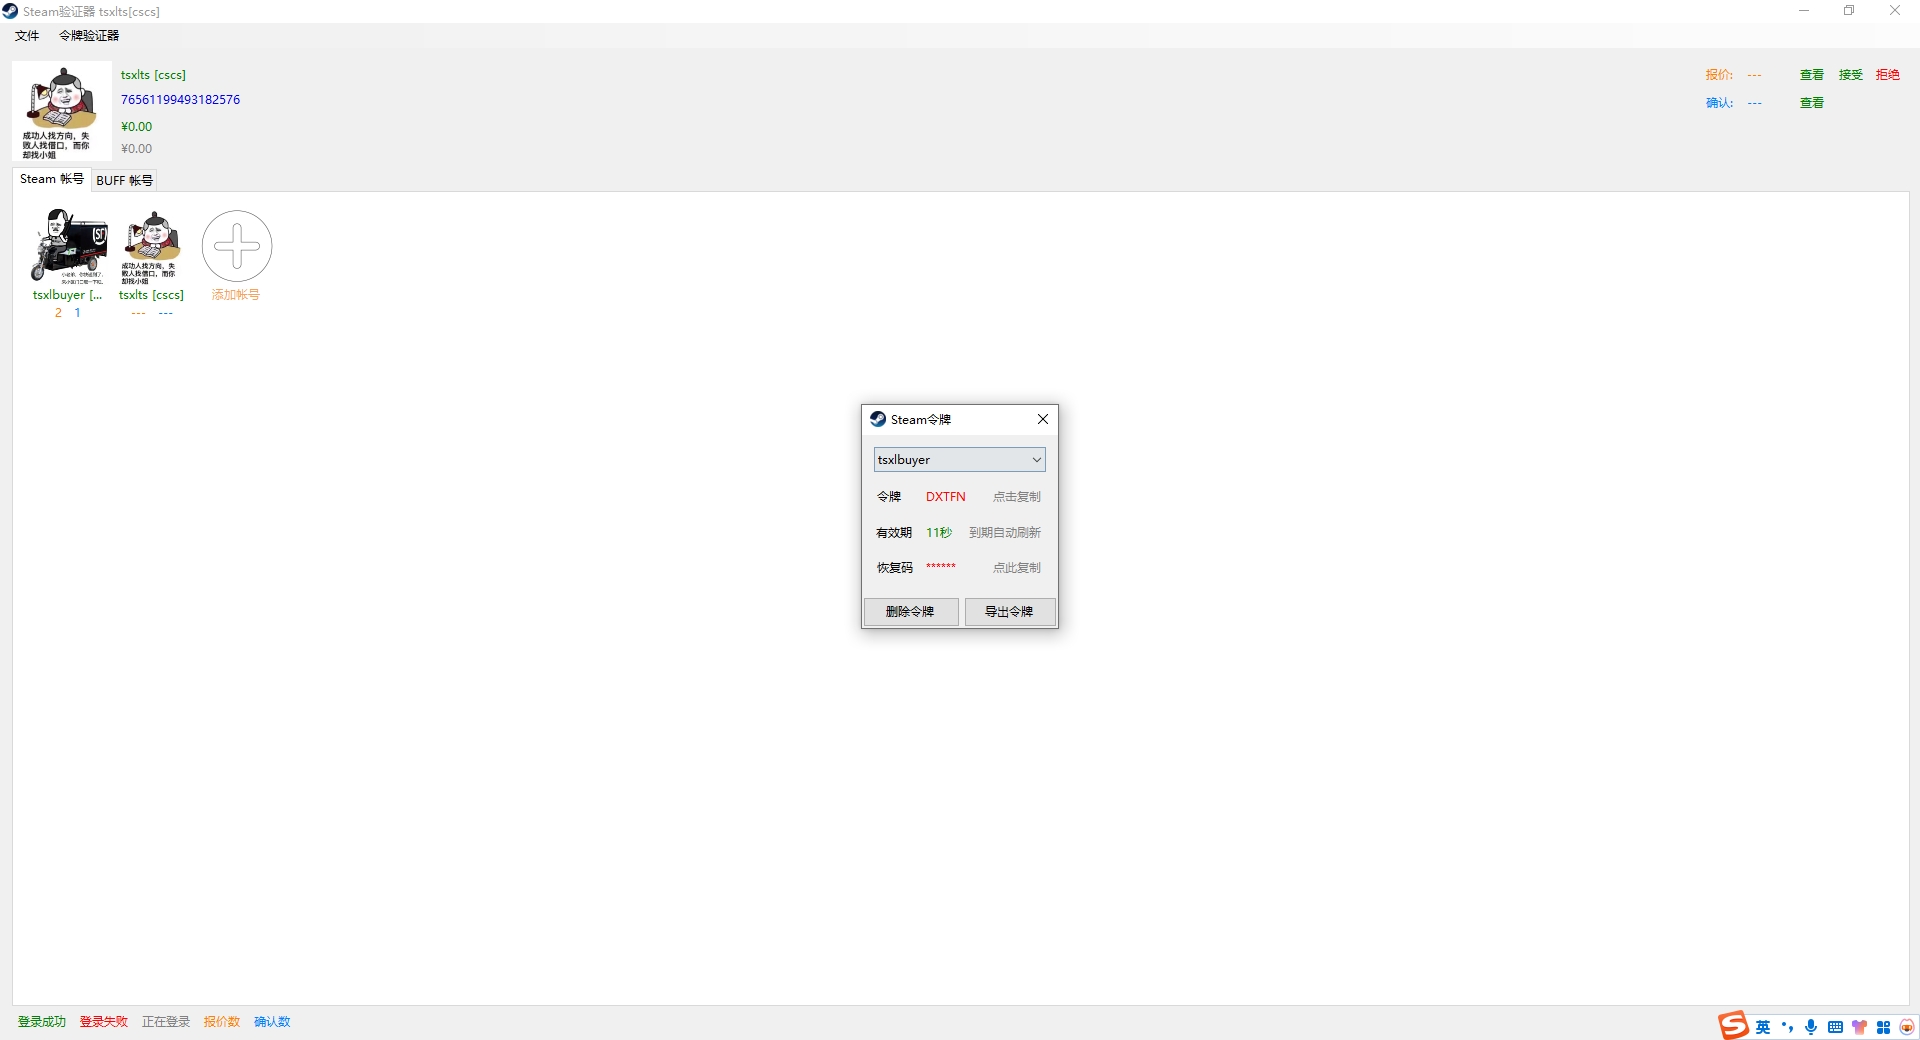 Steam验证器 tsxlts[cscs]
文件 令牌验证器
成功人找方向，失
败人找借口，而你
却找小姐
tsxlts [cscs]
76561199493182576
¥0.00
¥0.00
报价: --- 查看 接受 拒绝
确认: --- 查看
Steam 帐号 BUFF 帐号
成功人找方向，失
败人找借口，而你
却找小姐
tsxlbuyer [... tsxlts [cscs] 添加帐号
2 1 --- ---
Steam令牌
tsxlbuyer
令牌 DXTFN 点击复制
有效期 11秒 到期自动刷新
恢复码 ****** 点此复制
删除令牌 导出令牌
登录成功 登录失败 正在登录 报价数 确认数
英